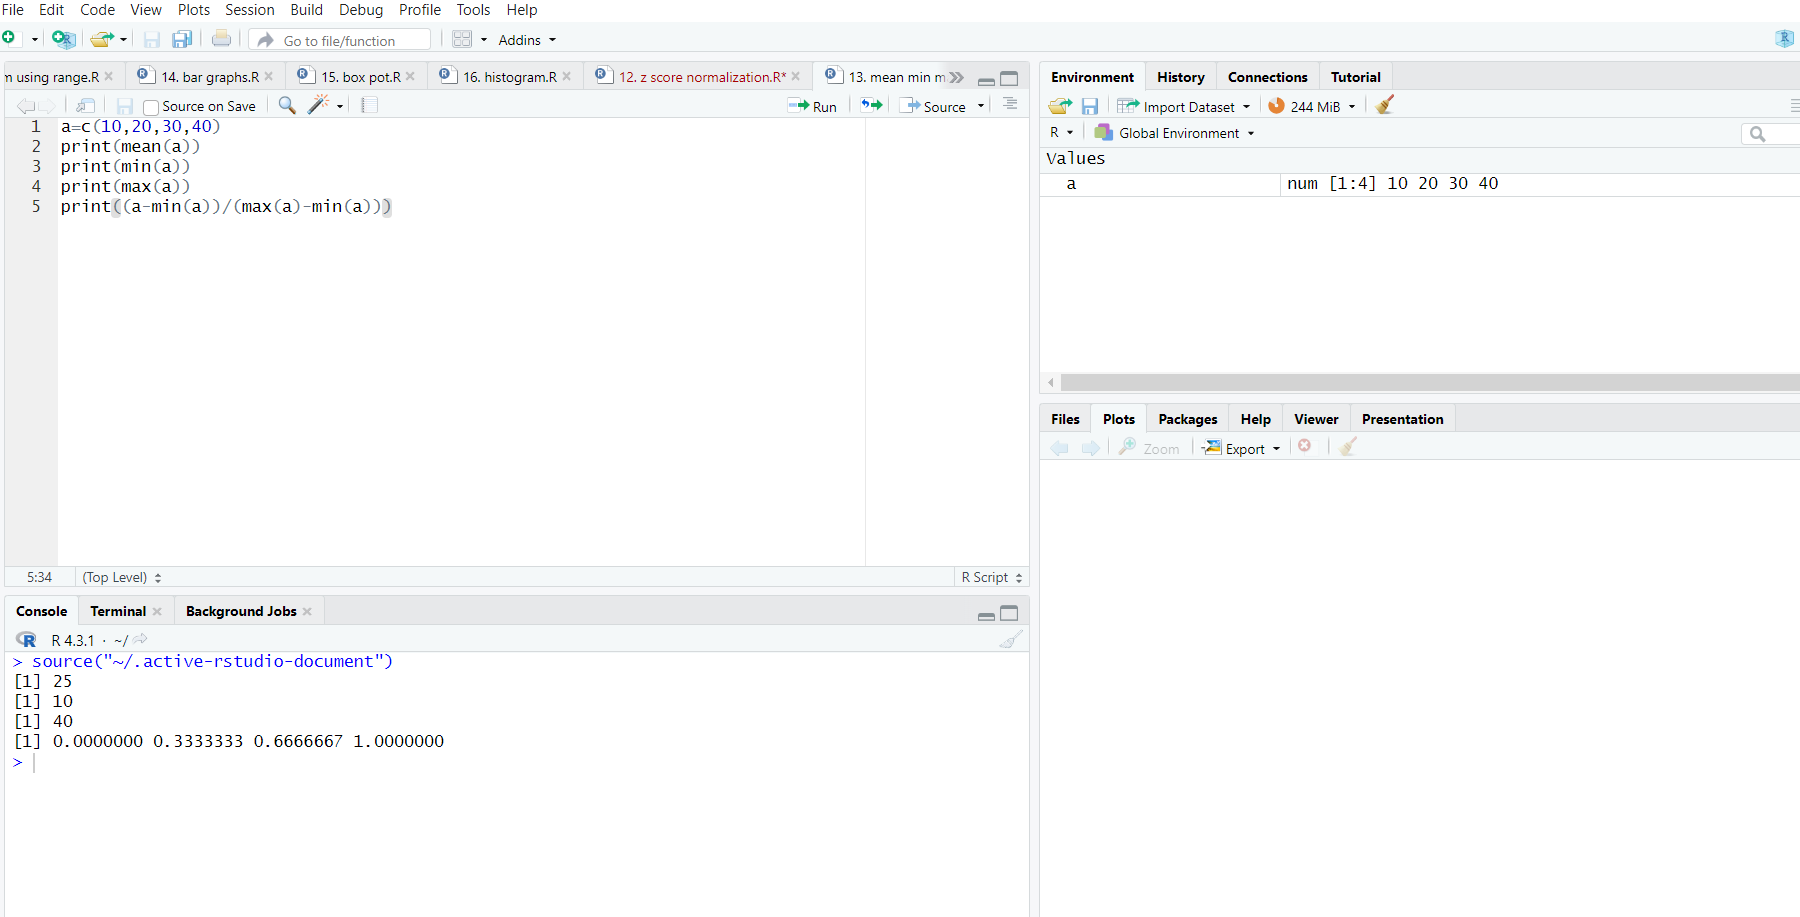 File Edit Code View Plots Session Build Debug Profile Tools Help
Go to file/function Addins
m using range.R 14. bar graphs.R 15. box pot.R 16. histogram.R 12. z score normalization.R* 13. mean min m
Source on Save Run Source
1 a=c(10,20,30,40)
2 print(mean(a))
3 print(min(a))
4 print(max(a))
5 print((a-min(a))/(max(a)-min(a)))
5:34 (Top Level) R Script
Console Terminal Background Jobs
R R 4.3.1 · ~/
> source("~/.active-rstudio-document")
[1] 25
[1] 10
[1] 40
[1] 0.0000000 0.3333333 0.6666667 1.0000000
>
Environment History Connections Tutorial
Import Dataset 244 MiB
R Global Environment
Values
a num [1:4] 10 20 30 40
Files Plots Packages Help Viewer Presentation
Zoom Export